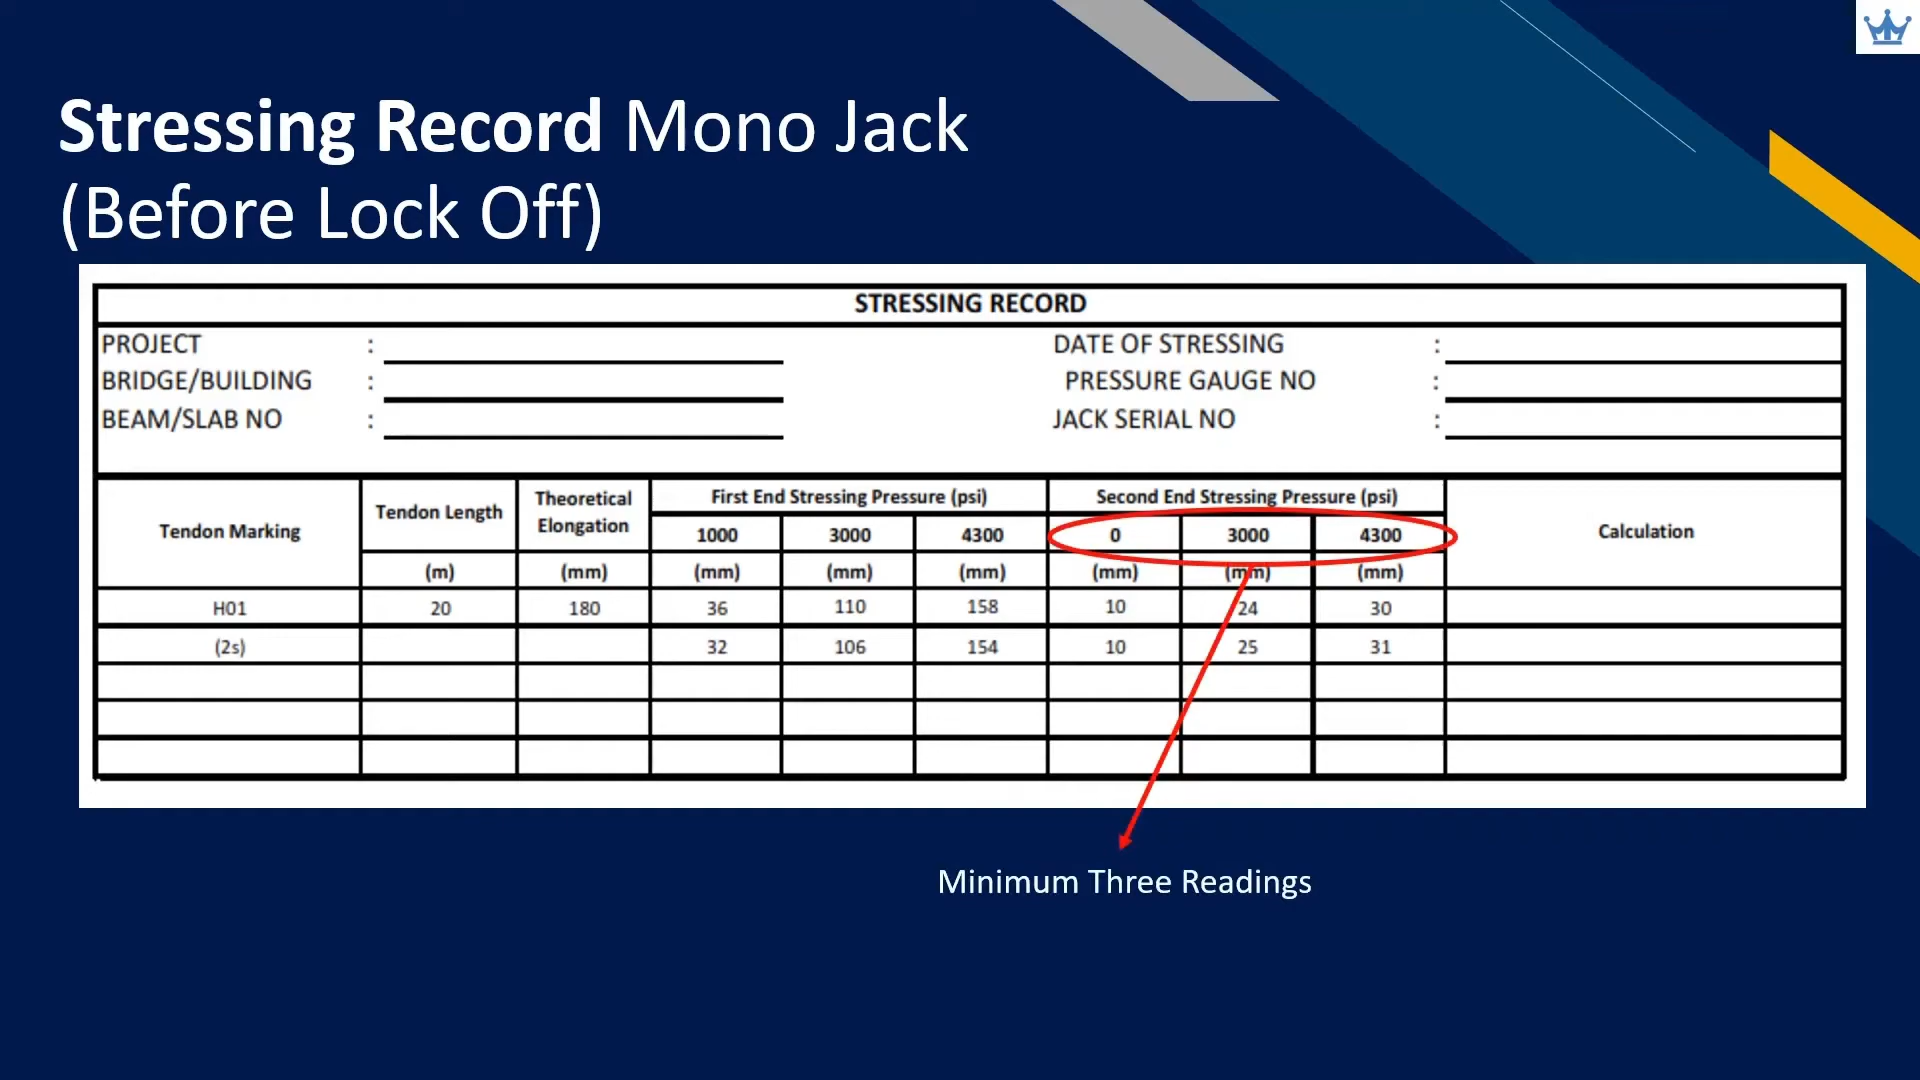 Stressing Record Mono Jack
(Before Lock Off)
STRESSING RECORD
PROJECT :
DATE OF STRESSING :
BRIDGE/BUILDING :
PRESSURE GAUGE NO :
BEAM/SLAB NO :
JACK SERIAL NO :
Tendon Marking Tendon Length Theoretical Elongation First End Stressing Pressure (psi) Second End Stressing Pressure (psi) Calculation
1000 3000 4300 0 3000 4300
(m) (mm) (mm) (mm) (mm) (mm) (mm) (mm)
H01 20 180 36 110 158 10 24 30
(2s) 32 106 154 10 25 31
Minimum Three Readings